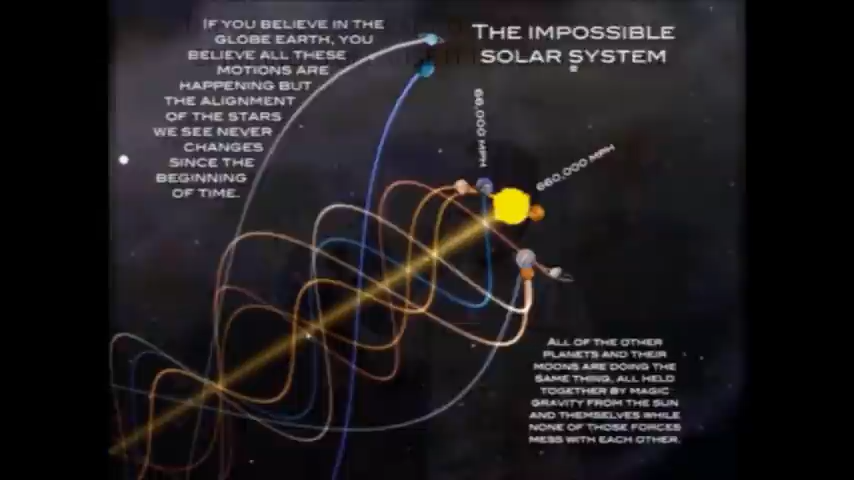 IF YOU BELIEVE IN THE
GLOBE EARTH, YOU
BELIEVE ALL THESE
MOTIONS ARE
HAPPENING BUT
THE ALIGNMENT
OF THE STARS
WE SEE NEVER
CHANGES
SINCE THE
BEGINNING
OF TIME.
THE IMPOSSIBLE
SOLAR SYSTEM
66,000 MPH
660,000 MPH
ALL OF THE OTHER
PLANETS AND THEIR
MOONS ARE DOING THE
SAME THING, ALL HELD
TOGETHER BY MAGIC
GRAVITY FROM THE SUN
AND THEMSELVES WHILE
NONE OF THOSE FORCES
MESS WITH EACH OTHER.